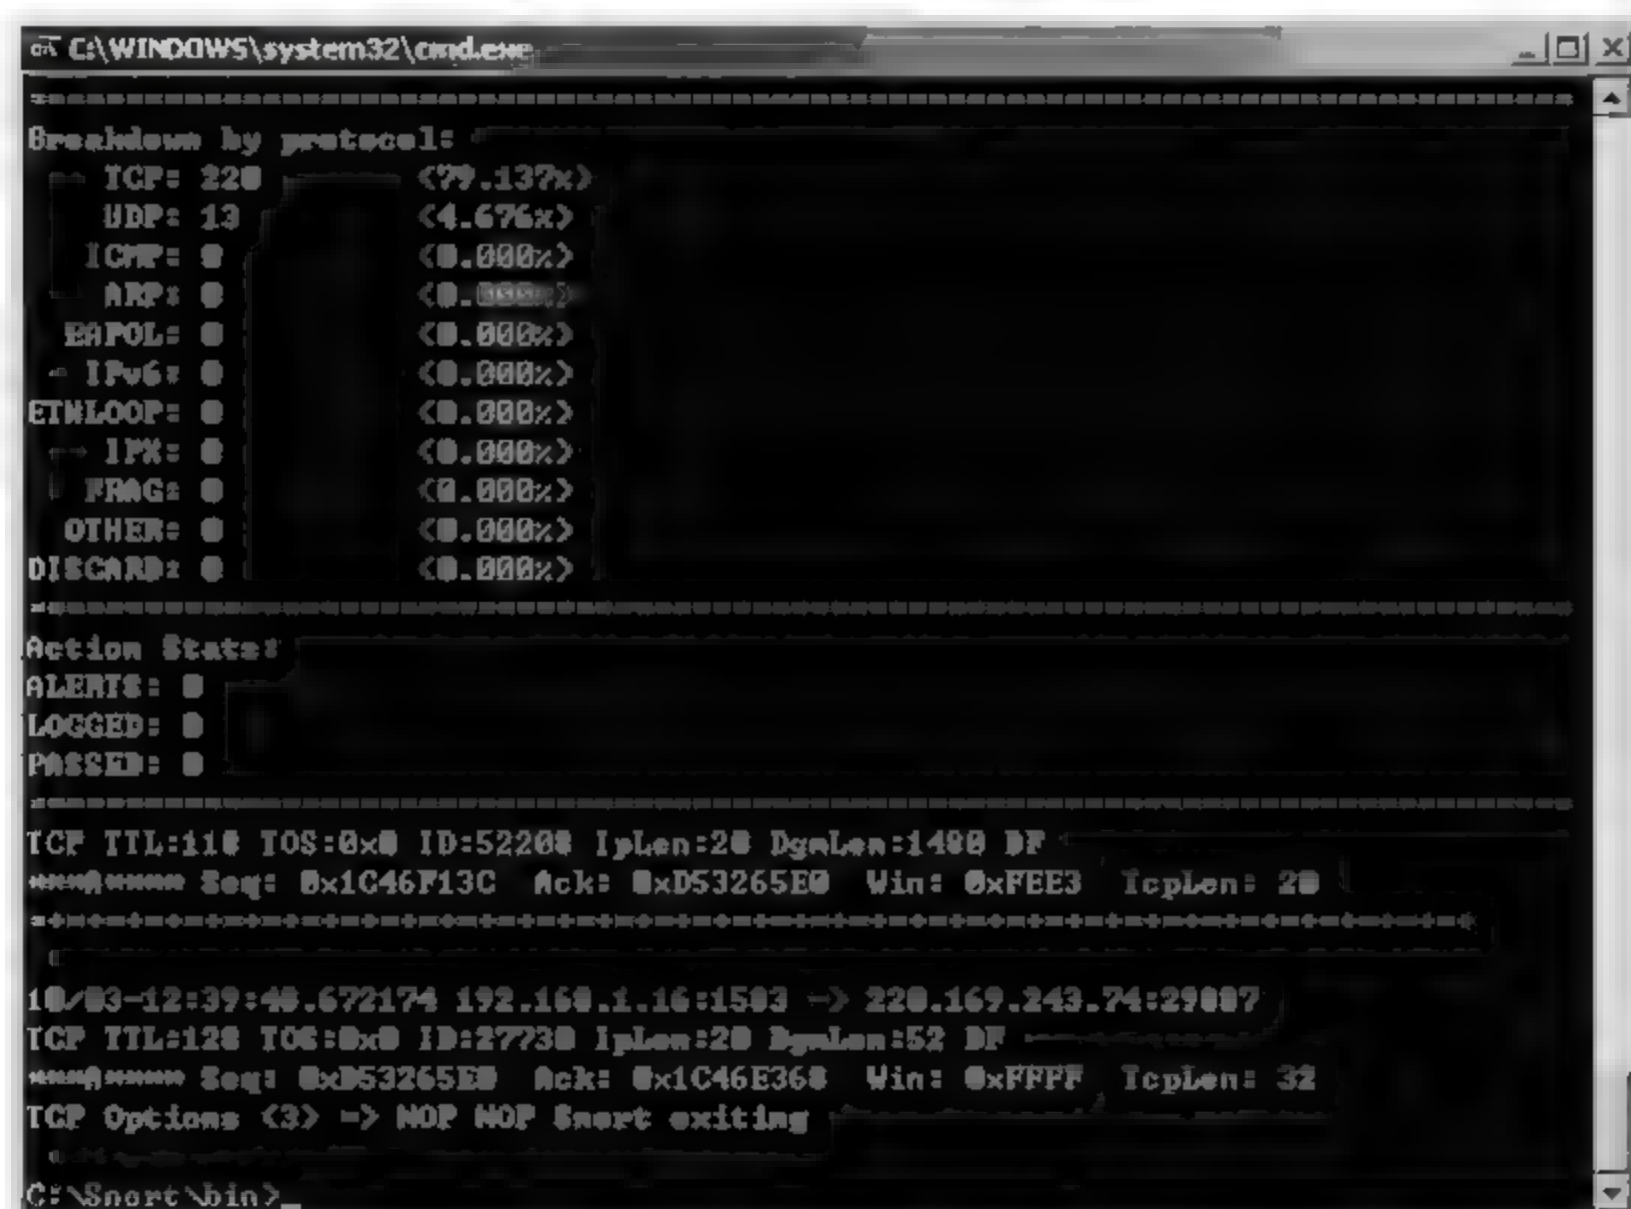 C:\WINDOWS\system32\cmd.exe
Breakdown by protocol:
TCP: 220 (79.137%)
UDP: 13 (4.676%)
ICMP: 0 (0.000%)
ARP: 0 (0.000%)
EAPOL: 0 (0.000%)
IPv6: 0 (0.000%)
ETHLOOP: 0 (0.000%)
IPX: 0 (0.000%)
FRAG: 0 (0.000%)
OTHER: 0 (0.000%)
DISCARD: 0 (0.000%)
Action Stats:
ALERTS: 0
LOGGED: 0
PASSED: 0
TCP TTL:110 TOS:0x0 ID:52208 IpLen:20 DgmLen:1480 DF
***A**** Seq: 0x1C46F13C Ack: 0xD53265E0 Win: 0xFEE3 TcpLen: 20
=+=+=+=+=+=+=+=+=+=+=+=+=+=+=+=+=+=+=+=+=+=+=+=+=+=+=+=+=+=+=+=+=+=+=+=+=+
10/03-12:39:40.672174 192.168.1.16:1503 -> 220.169.243.74:29007
TCP TTL:128 TOS:0x0 ID:27730 IpLen:20 DgmLen:52 DF
***A**** Seq: 0xD53265E0 Ack: 0x1C46E368 Win: 0xFFFF TcpLen: 32
TCP Options (3) => NOP NOP Snort exiting
C:\Snort\bin>_